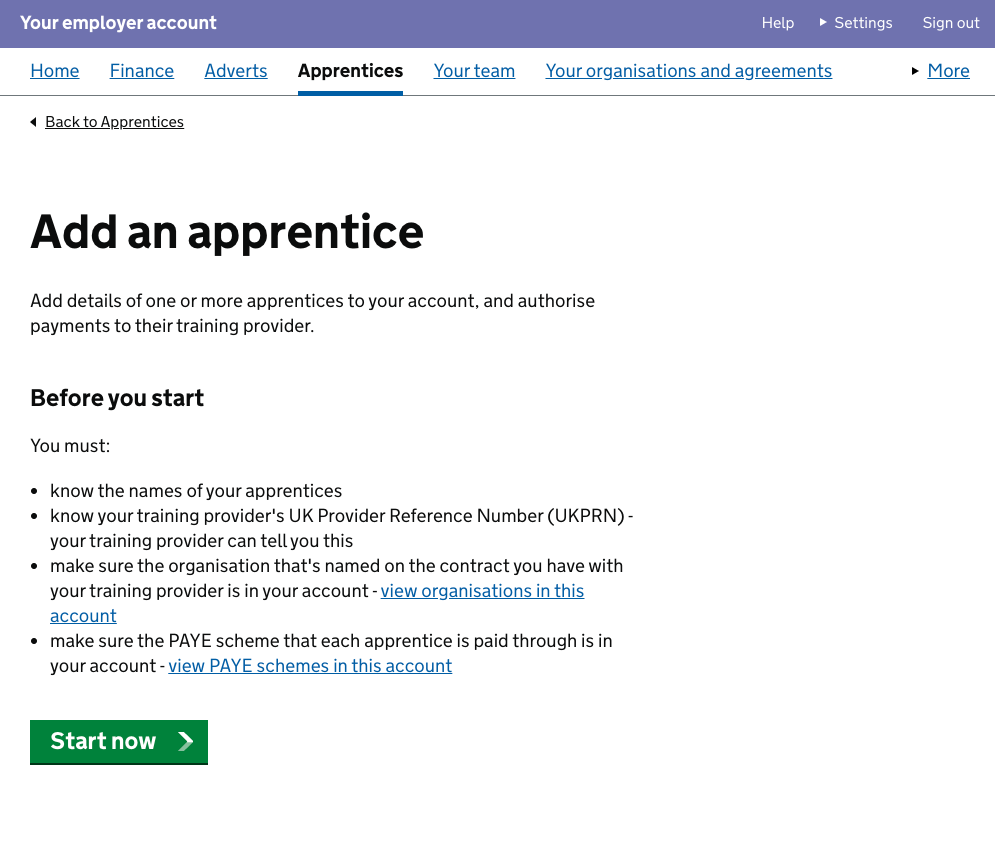 Your employer account
Help
Settings
Sign out
Home
Finance
Adverts
Apprentices
Your team
Your organisations and agreements
More
Back to Apprentices
Add an apprentice
Add details of one or more apprentices to your account, and authorise
payments to their training provider.
Before you start
You must:
know the names of your apprentices
know your training provider's UK Provider Reference Number (UKPRN) -
your training provider can tell you this
make sure the organisation that's named on the contract you have with
your training provider is in your account - view organisations in this
account
make sure the PAYE scheme that each apprentice is paid through is in
your account - view PAYE schemes in this account
Start now